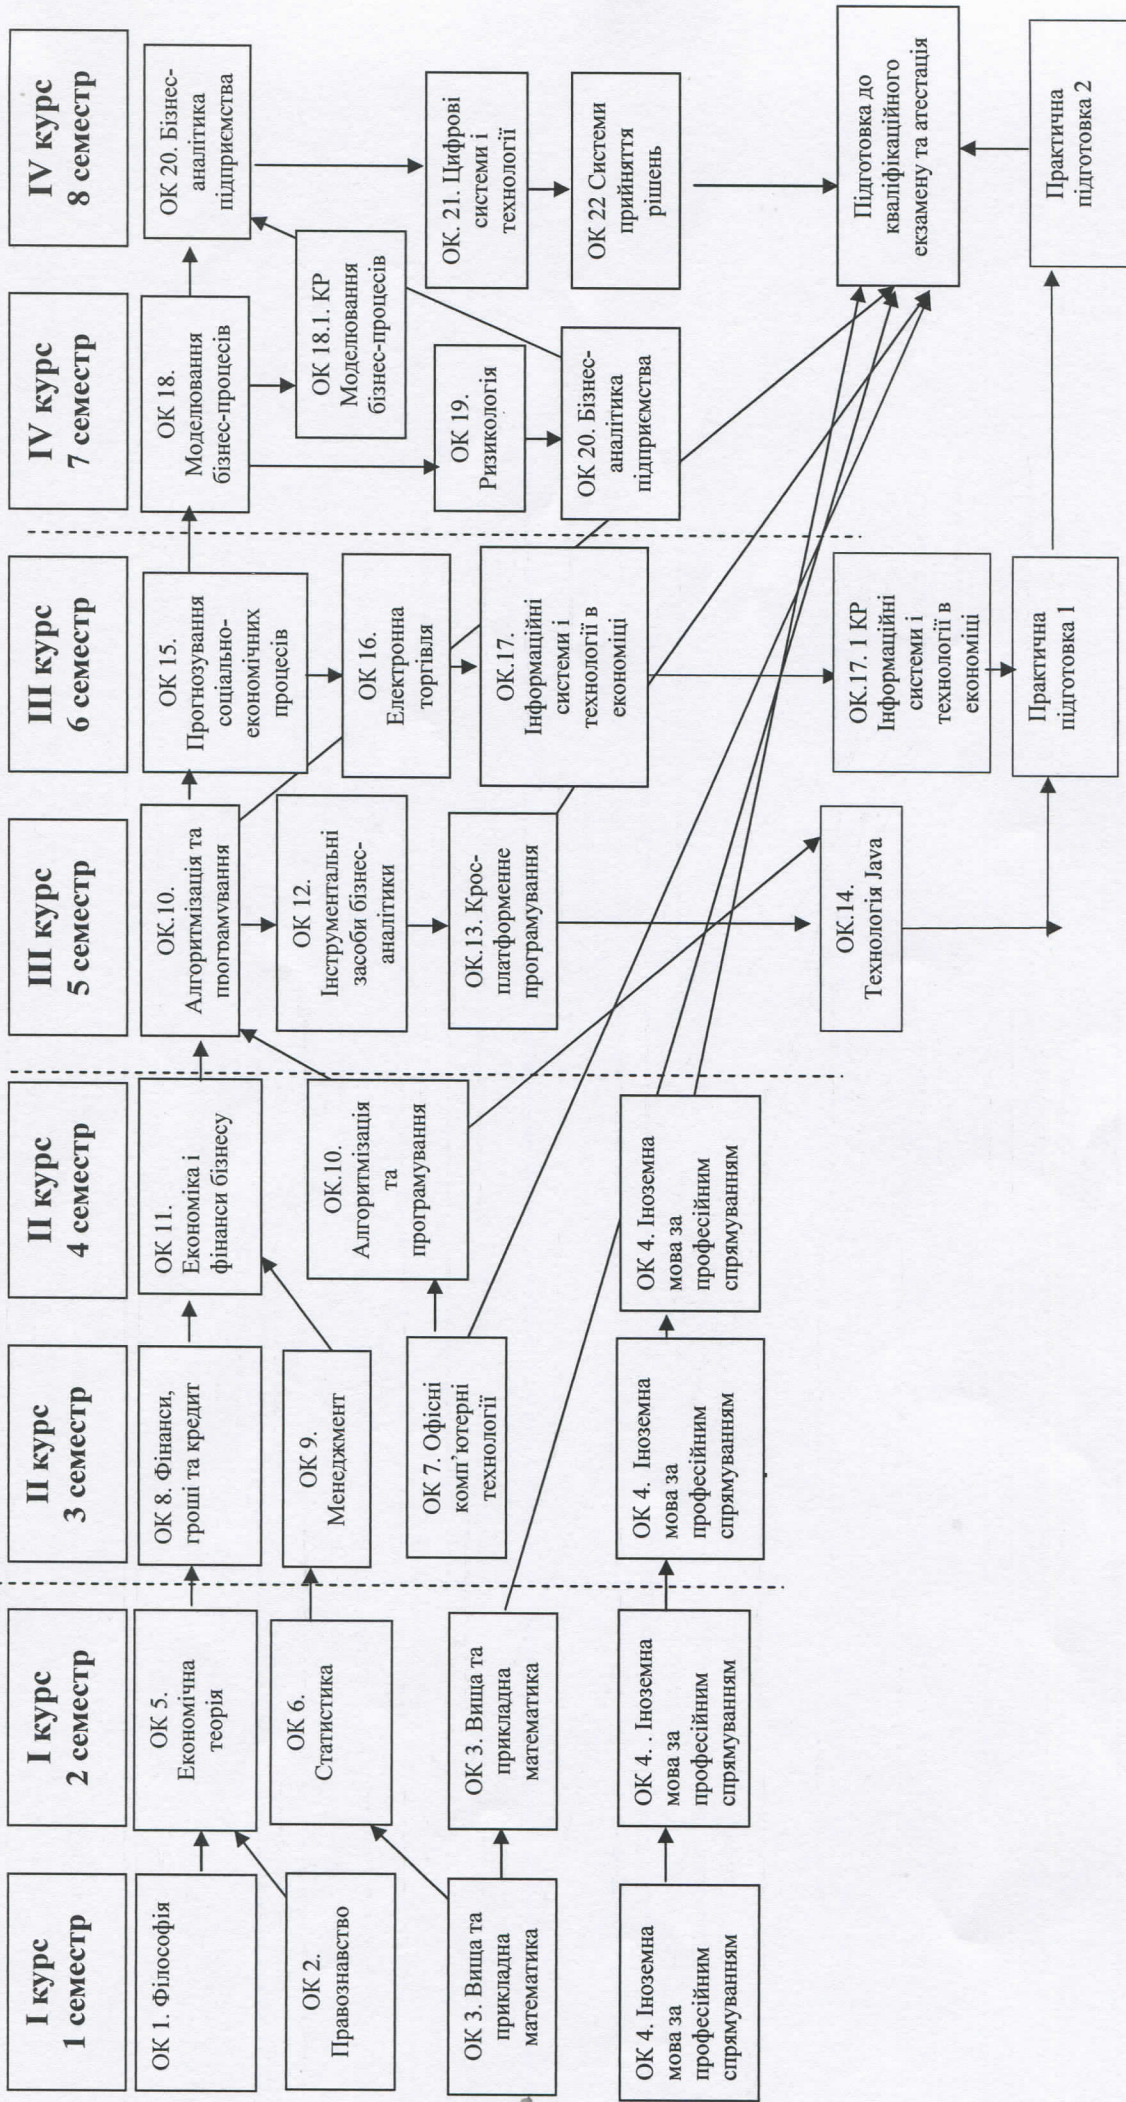 І курс
1 семестр
І курс
2 семестр
ІІ курс
3 семестр
ІІ курс
4 семестр
ІІІ курс
5 семестр
ІІІ курс
6 семестр
IV курс
7 семестр
IV курс
8 семестр
ОК 1. Філософія
ОК 2.
Правознавство
ОК 3. Вища та
прикладна
математика
ОК 4. Іноземна
мова за
професійним
спрямуванням
ОК 5.
Економічна
теорія
ОК 6.
Статистика
ОК 3. Вища та
прикладна
математика
ОК 4. . Іноземна
мова за
професійним
спрямуванням
ОК 8. Фінанси,
гроші та кредит
ОК 9.
Менеджмент
ОК 7. Офісні
комп’ютерні
технології
ОК 4.  Іноземна
мова за
професійним
спрямуванням
ОК 11.
Економіка і
фінанси бізнесу
ОК.10.
Алгоритмізація
та
програмування
ОК 4. Іноземна
мова за
професійним
спрямуванням
ОК.10.
Алгоритмізація та
програмування
ОК 12.
Інструментальні
засоби бізнес-
аналітики
ОК.13. Крос-
платформенне
програмування
ОК.14.
Технологія Java
ОК 15.
Прогнозування
соціально-
економічних
процесів
ОК 16.
Електронна
торгівля
ОК.17.
Інформаційні
системи і
технології в
економіці
ОК.17. 1 КР
Інформаційні
системи і
технології в
економіці
Практична
підготовка 1
ОК 18.
Моделювання
бізнес-процесів
ОК 18.1. КР
Моделювання
бізнес-процесів
ОК 19.
Ризикологія
ОК 20. Бізнес-
аналітика
підприємства
ОК 20. Бізнес-
аналітика
підприємства
ОК. 21. Цифрові
системи і
технології
ОК 22 Системи
прийняття
рішень
Підготовка до
кваліфікаційного
екзамену та атестація
Практична
підготовка 2